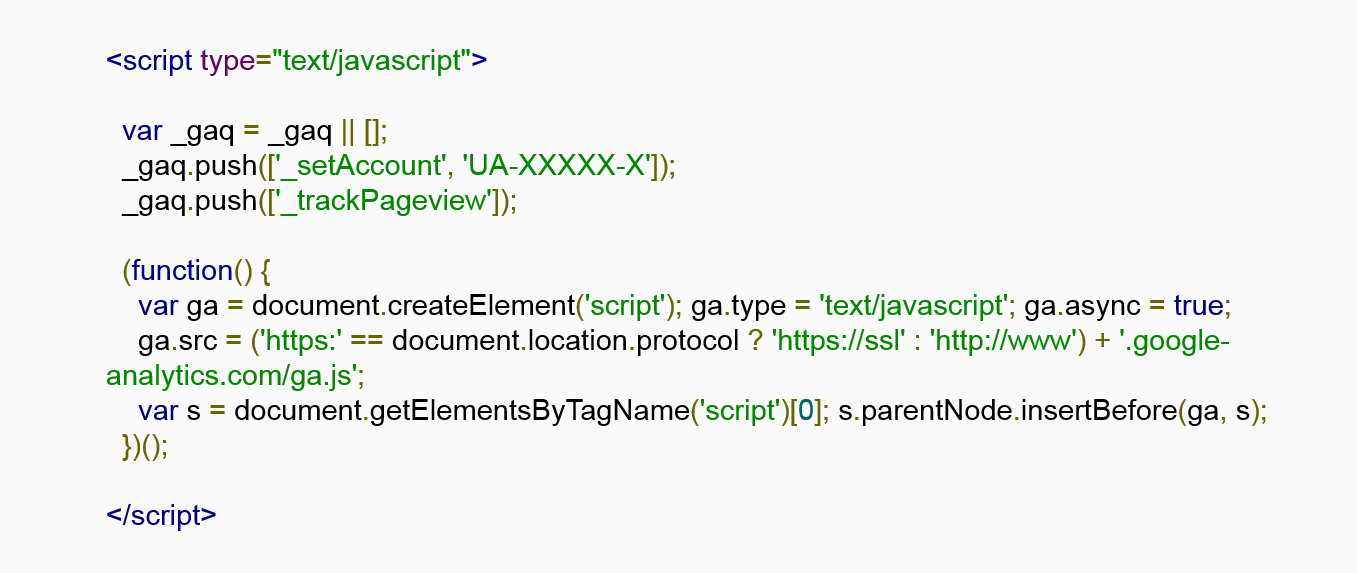 <script type="text/javascript">
var _gaq = _gaq || [];
_gaq.push(['_setAccount', 'UA-XXXXX-X']);
_gaq.push(['_trackPageview']);
(function() {
var ga = document.createElement('script'); ga.type = 'text/javascript'; ga.async = true;
ga.src = ('https:' == document.location.protocol ? 'https://ssl' : 'http://www') + '.google-
analytics.com/ga.js';
var s = document.getElementsByTagName('script')[0]; s.parentNode.insertBefore(ga, s);
})();
</script>